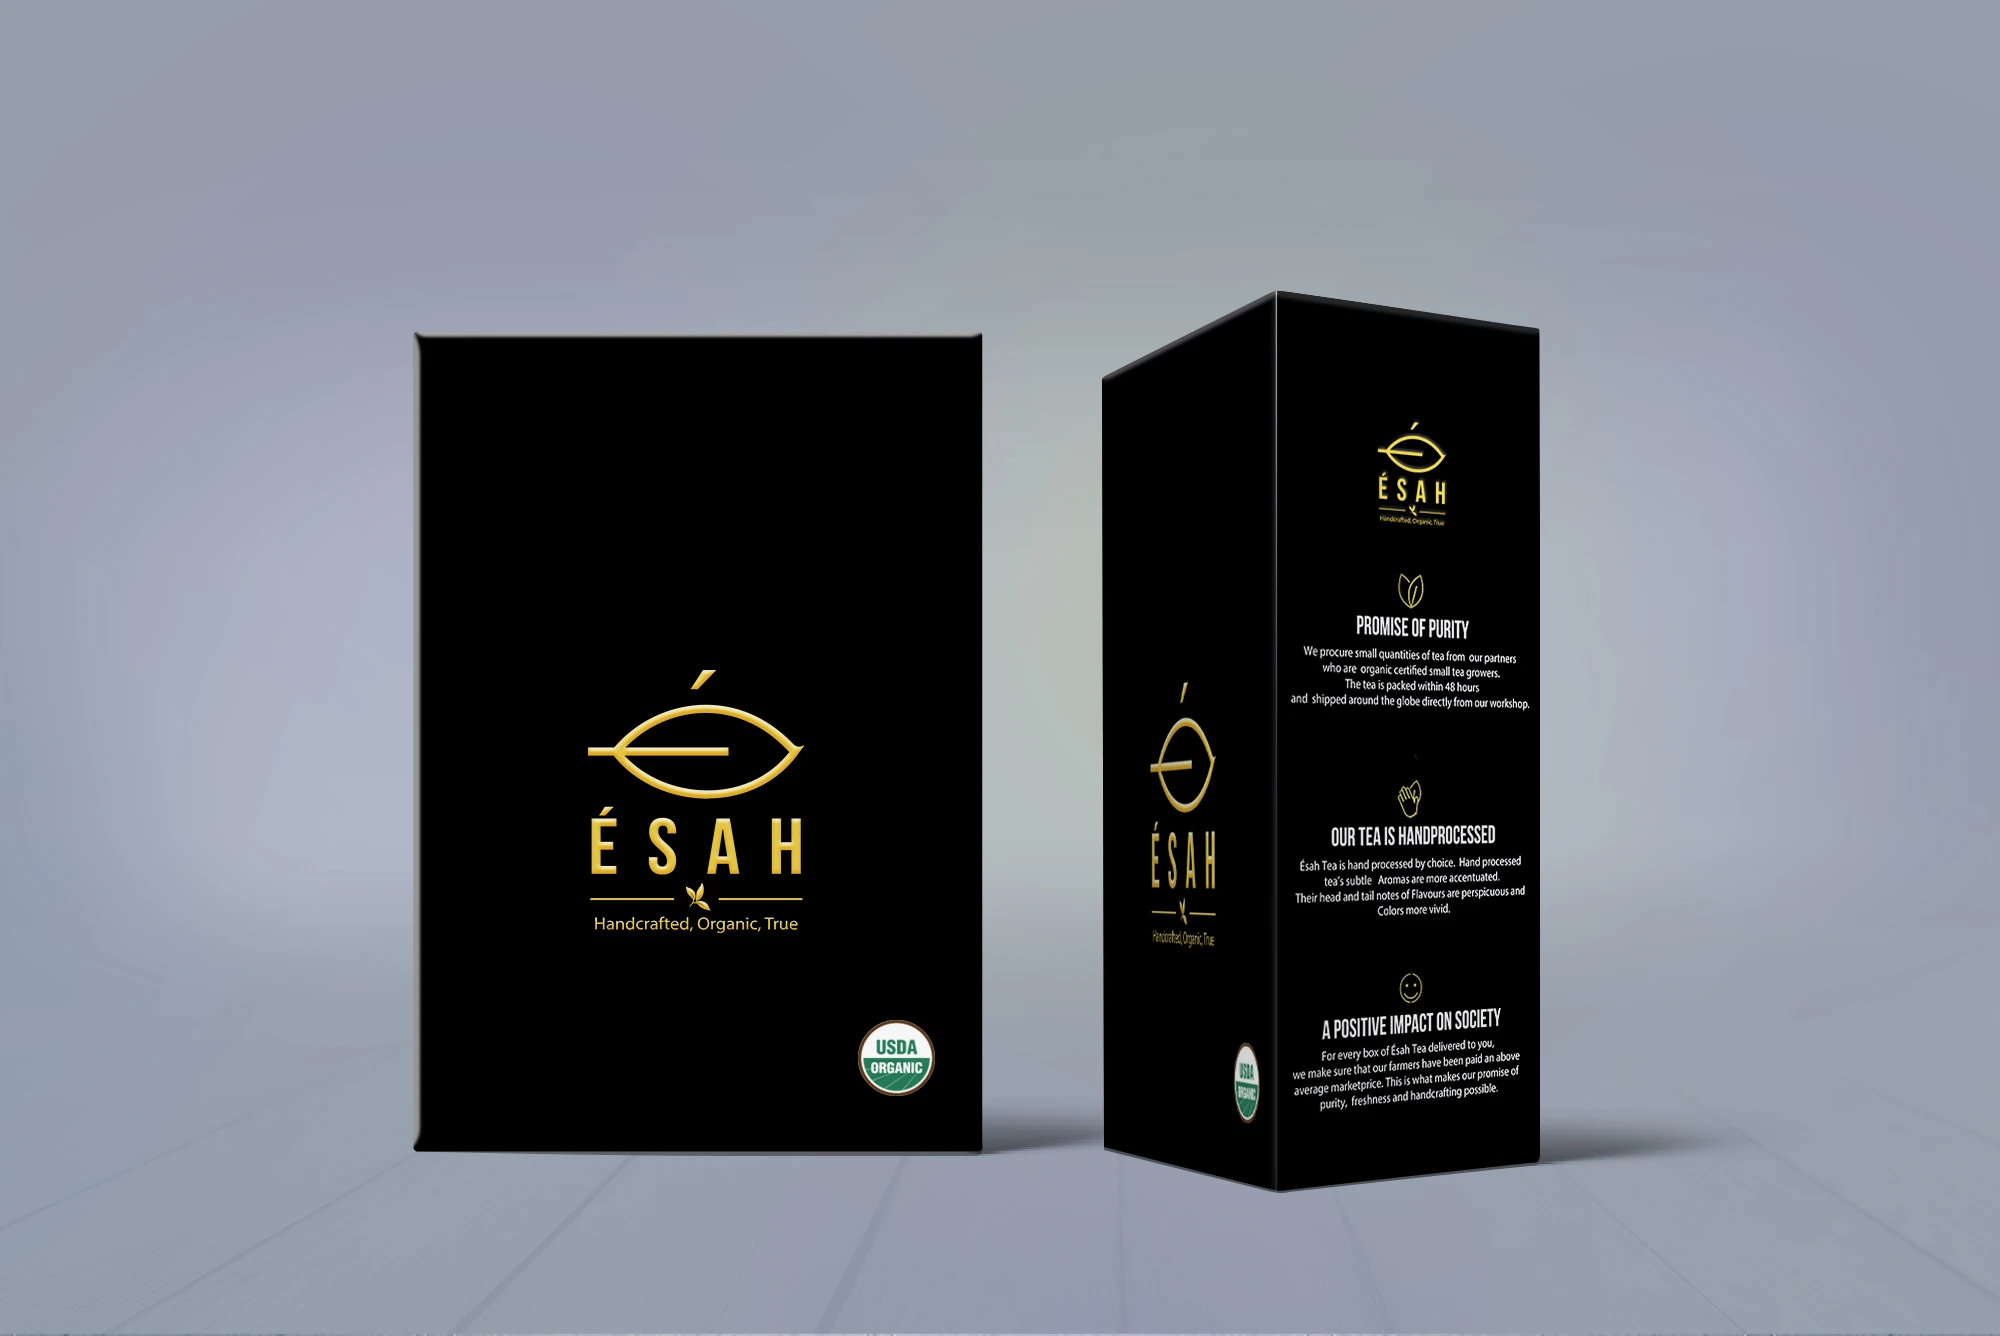 ÉSAH
Handcrafted, Organic, True
USDA
ORGANIC
ÉSAH
Handcrafted, Organic, True
USDA
ORGANIC
ÉSAH
Handcrafted, Organic, True
PROMISE OF PURITY
We procure small quantities of tea from our partners
who are organic certified small tea growers.
The tea is packed within 48 hours
and shipped around the globe directly from our workshop.
OUR TEA IS HANDPROCESSED
Ésah Tea is hand processed by choice. Hand processed
tea's subtle Aromas are more accentuated.
Their head and tail notes of Flavours are perspicuous and
Colors more vivid.
A POSITIVE IMPACT ON SOCIETY
For every box of Ésah Tea delivered to you,
we make sure that our farmers have been paid an above
average marketprice. This is what makes our promise of
purity, freshness and handcrafting possible.